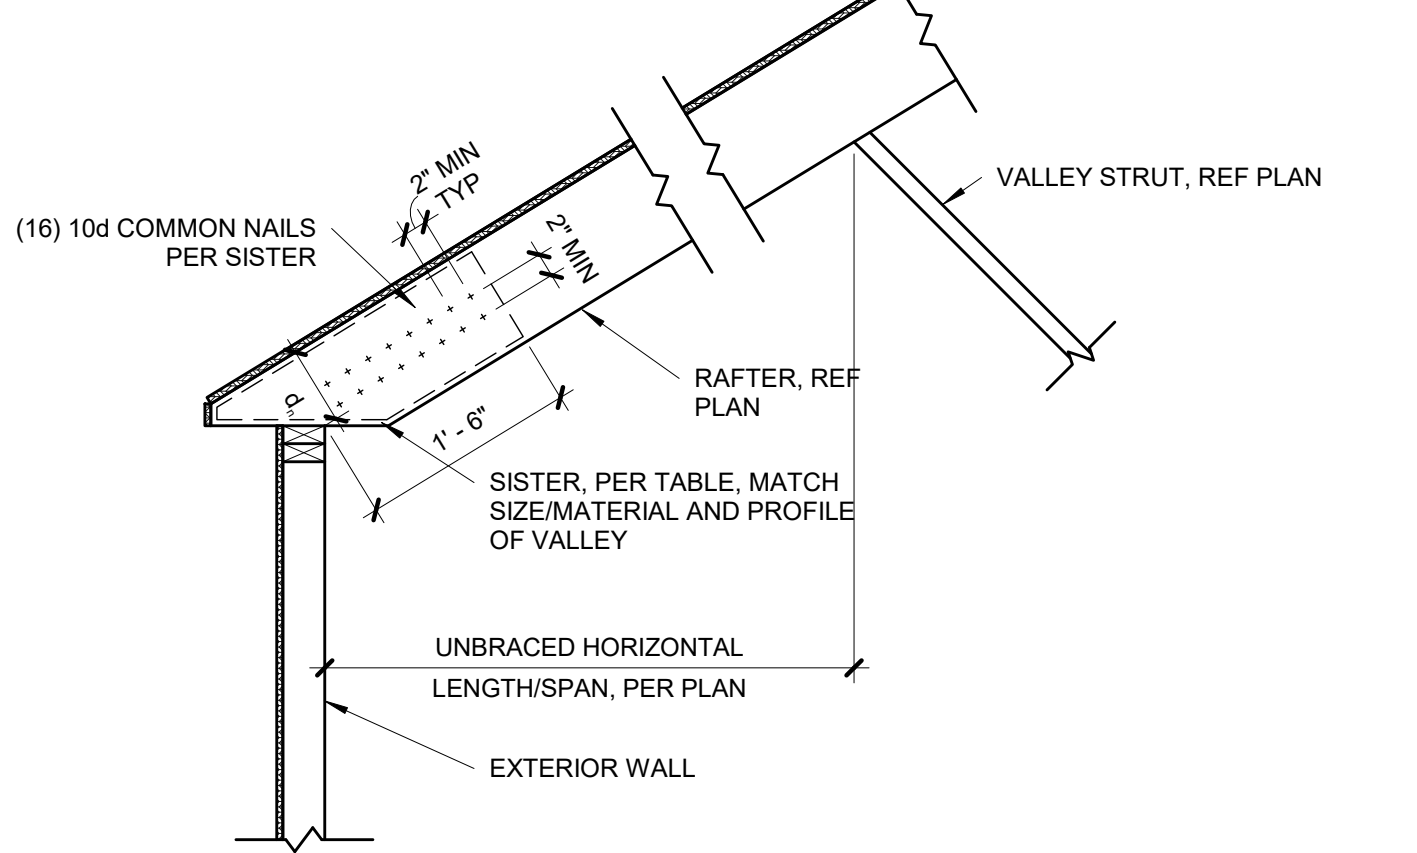 2" MIN
TYP
(16) 10d COMMON NAILS
PER SISTER
2" MIN
VALLEY STRUT, REF PLAN
dn
1' - 6"
RAFTER, REF
PLAN
SISTER, PER TABLE, MATCH
SIZE/MATERIAL AND PROFILE
OF VALLEY
UNBRACED HORIZONTAL
LENGTH/SPAN, PER PLAN
EXTERIOR WALL